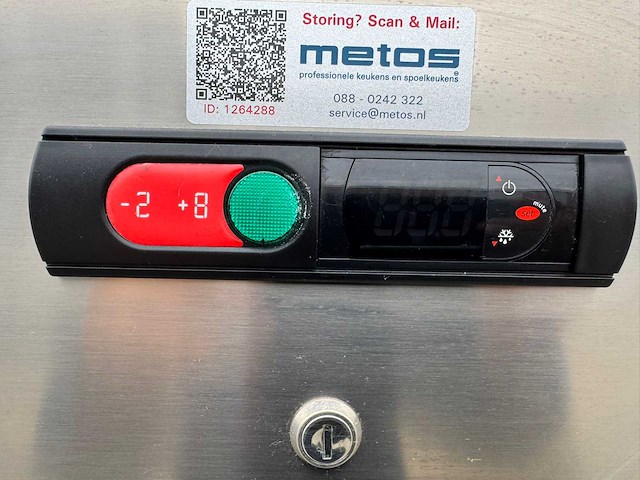 Storing? Scan & Mail:
metos
professionele keukens en spoelkeukens
088 - 0242 322
service@metos.nl
ID: 1264288
-2 +8
mute
set